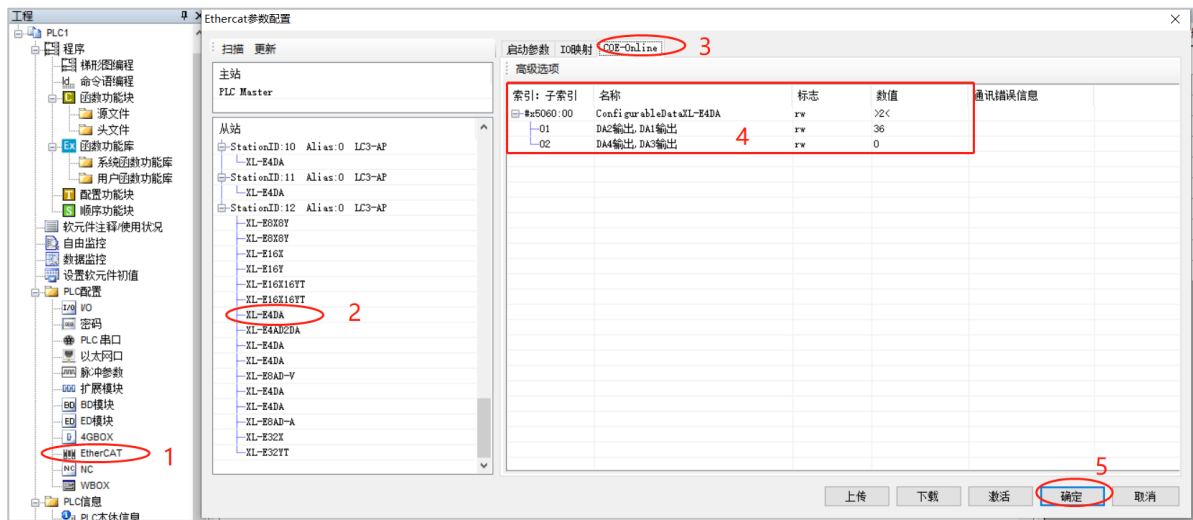 工程
PLC1
程序
梯形图编程
命令语编程
函数功能块
源文件
头文件
函数功能库
系统函数功能库
用户函数功能库
配置功能块
顺序功能块
软元件注释/使用状况
自由监控
数据监控
设置软元件初值
PLC配置
I/O
密码
PLC 串口
以太网口
脉冲参数
扩展模块
BD模块
ED模块
4GBOX
EtherCAT
1
NC
WBOX
PLC信息
PLC本体信息
Ethercat参数配置
扫描 更新
主站
PLC Master
从站
StationID:10 Alias:0 LC3-AP
XL-E4DA
StationID:11 Alias:0 LC3-AP
XL-E4DA
StationID:12 Alias:0 LC3-AP
XL-E8X8Y
XL-E8X8Y
XL-E16X
XL-E16Y
XL-E16X16YT
XL-E16X16YT
XL-E4DA
2
XL-E4AD2DA
XL-E4DA
XL-E4DA
XL-E8AD-V
XL-E4DA
XL-E4DA
XL-E8AD-A
XL-E32X
XL-E32YT
启动参数 IO映射 COE-Online
3
高级选项
索引: 子索引 名称 标志 数值 通讯错误信息
#x5060:00 ConfigurableDataXL-E4DA rw >2<
01 DA2输出,DA1输出 rw 36
02 DA4输出,DA3输出 rw 0
4
5
上传 下载 激活 确定 取消